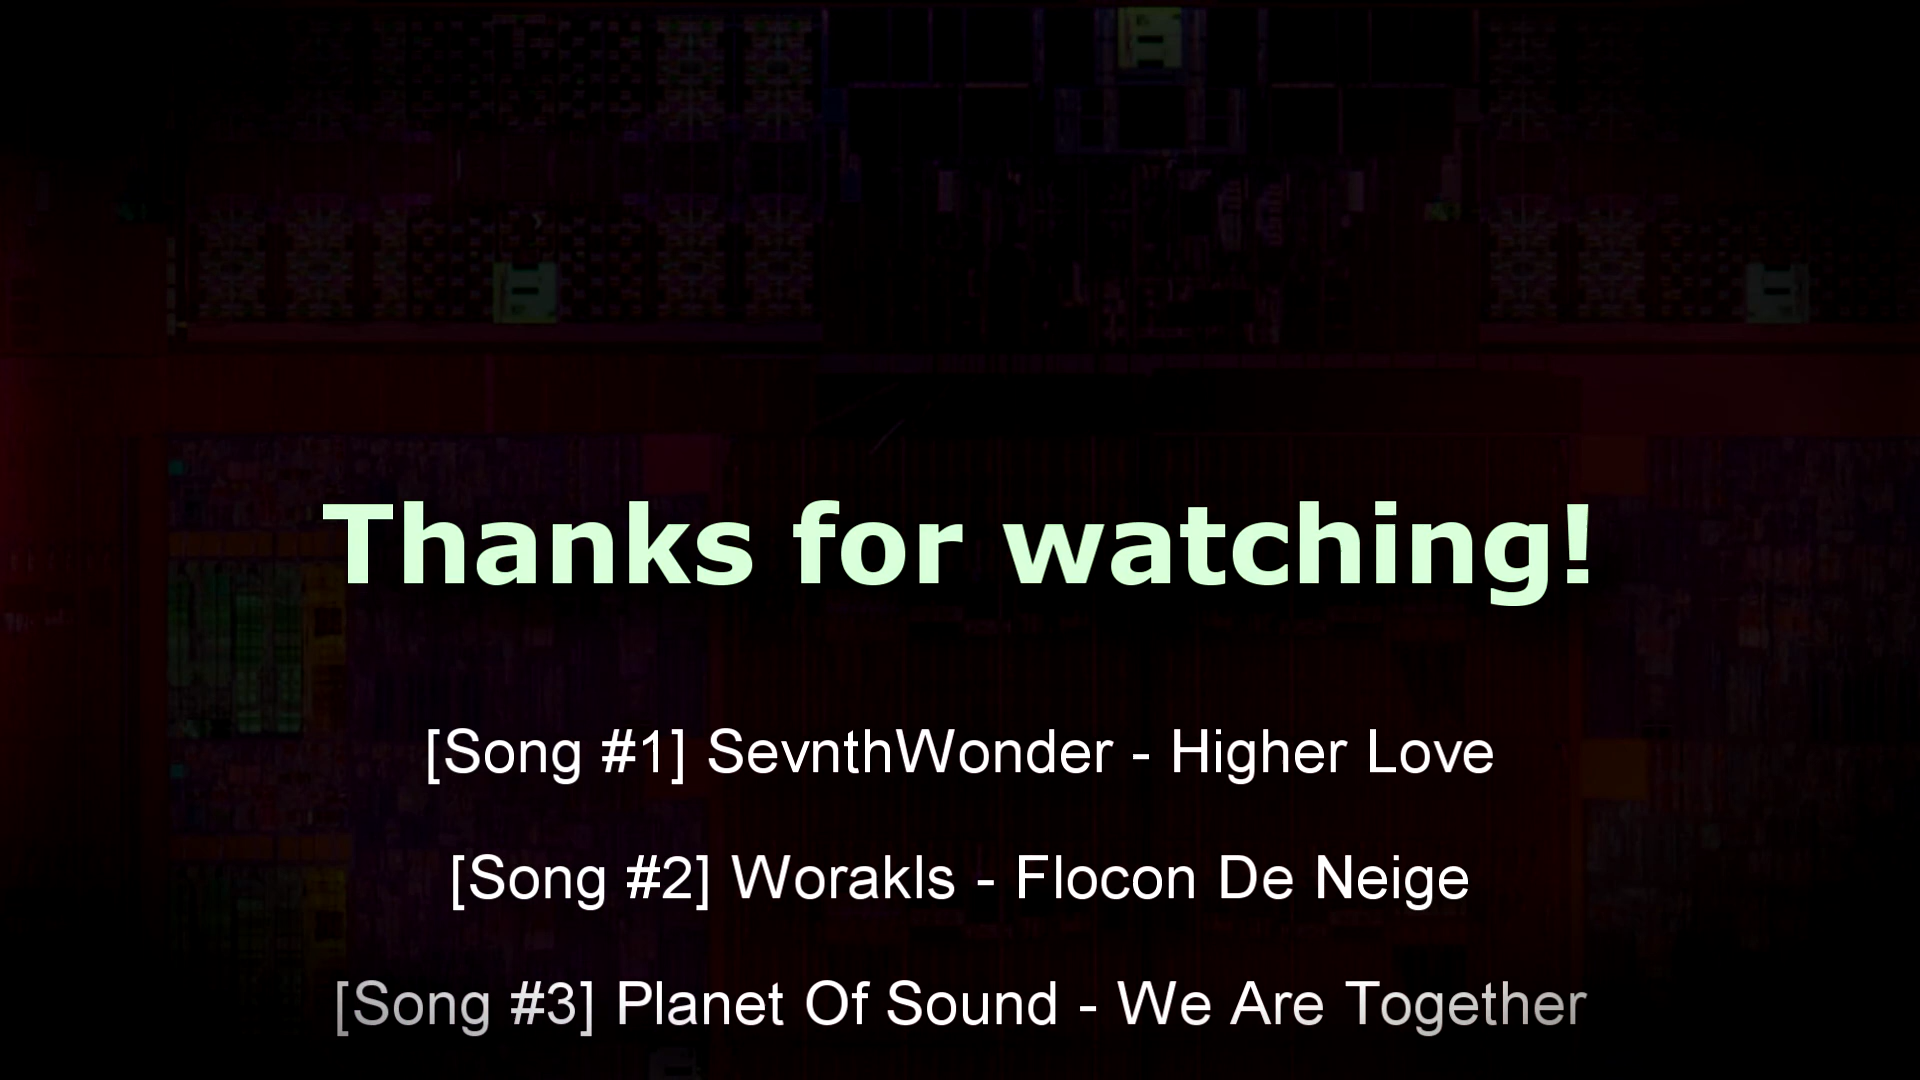 Thanks for watching!
[Song #1] SevnthWonder - Higher Love
[Song #2] Worakls - Flocon De Neige
[Song #3] Planet Of Sound - We Are Together